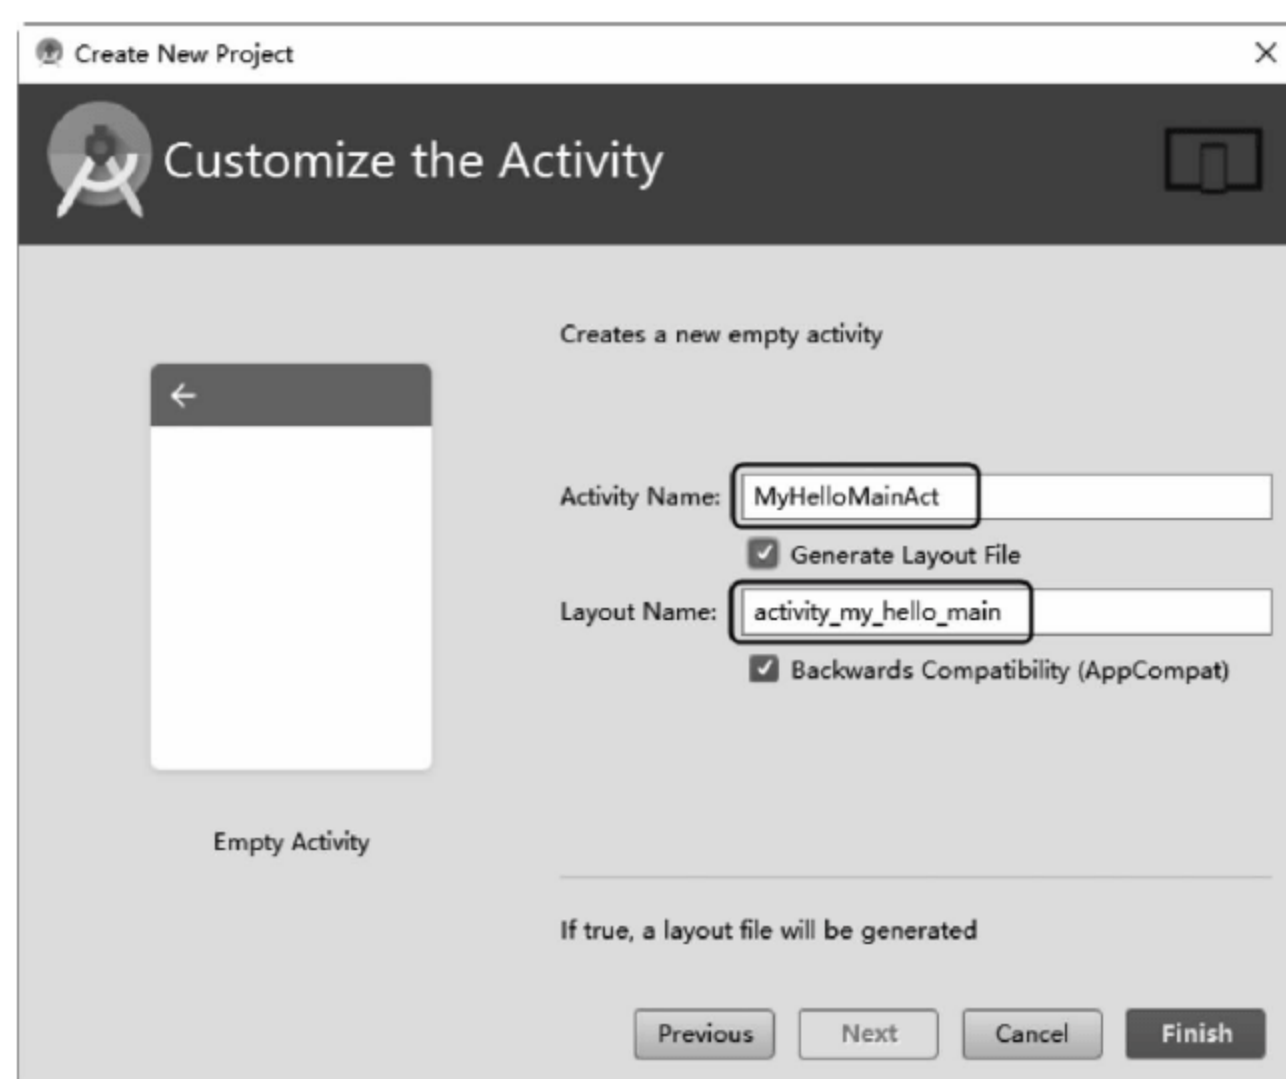 Create New Project
Customize the Activity
Creates a new empty activity
Activity Name: MyHelloMainAct
Generate Layout File
Layout Name: activity_my_hello_main
Backwards Compatibility (AppCompat)
Empty Activity
If true, a layout file will be generated
Previous Next Cancel Finish